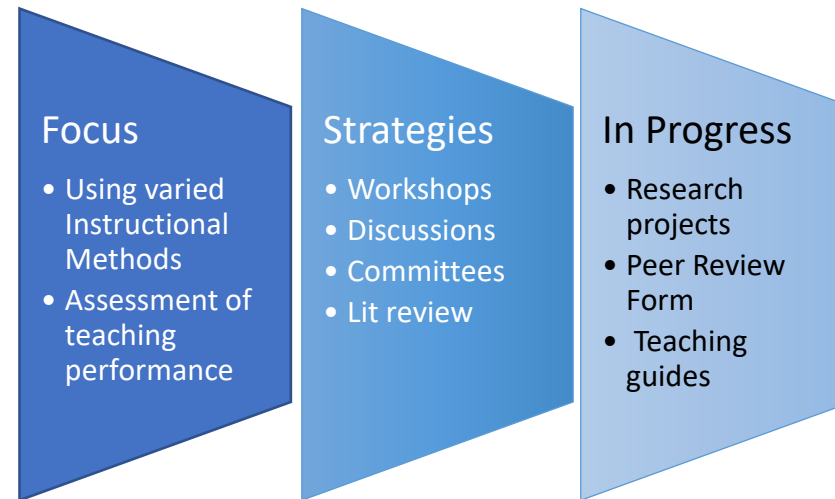 Focus
• Using varied
Instructional
Methods
• Assessment of
teaching
performance
Strategies
• Workshops
• Discussions
• Committees
• Lit review
In Progress
• Research
projects
• Peer Review
Form
• Teaching
guides